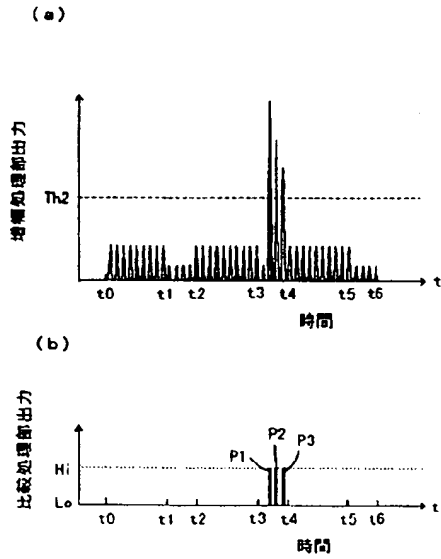 (a)
増幅処理部出力
Th2
t0 t1 t2 t3 t4 t5 t6 t
時間
(b)
比較処理部出力
P1 P2 P3
Hi
Lo
t0 t1 t2 t3 t4 t5 t6 t
時間